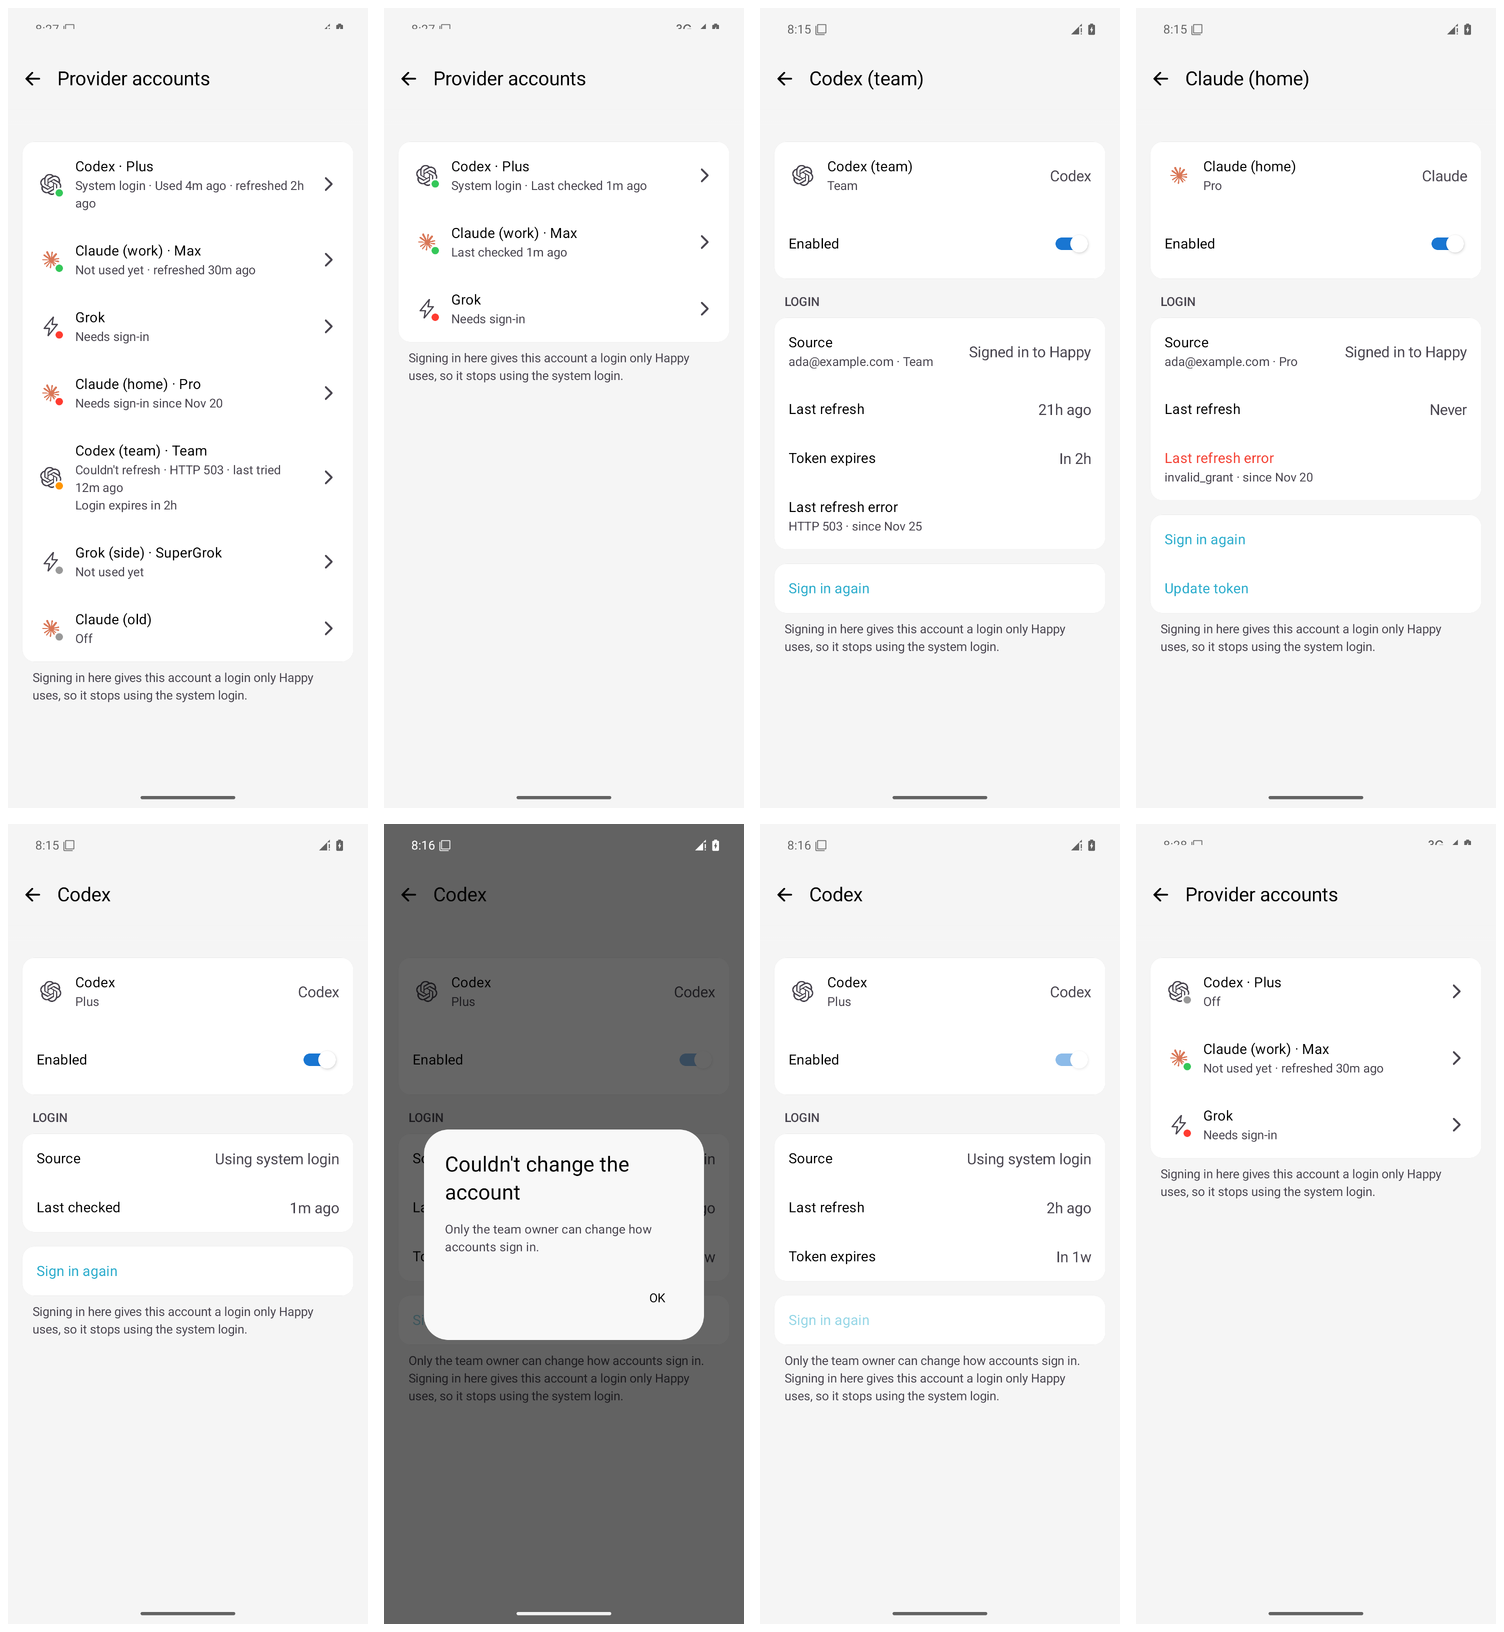 8:27
Provider accounts
Codex · Plus
System login · Used 4m ago · refreshed 2h
ago
Claude (work) · Max
Not used yet · refreshed 30m ago
Grok
Needs sign-in
Claude (home) · Pro
Needs sign-in since Nov 20
Codex (team) · Team
Couldn't refresh · HTTP 503 · last tried
12m ago
Login expires in 2h
Grok (side) · SuperGrok
Not used yet
Claude (old)
Off
Signing in here gives this account a login only Happy
uses, so it stops using the system login.
8:27 3G
Provider accounts
Codex · Plus
System login · Last checked 1m ago
Claude (work) · Max
Last checked 1m ago
Grok
Needs sign-in
Signing in here gives this account a login only Happy
uses, so it stops using the system login.
8:15
Codex (team)
Codex (team)
Team
Codex
Enabled
LOGIN
Source
ada@example.com · Team
Signed in to Happy
Last refresh 21h ago
Token expires In 2h
Last refresh error
HTTP 503 · since Nov 25
Sign in again
Signing in here gives this account a login only Happy
uses, so it stops using the system login.
8:15
Claude (home)
Claude (home)
Pro
Claude
Enabled
LOGIN
Source
ada@example.com · Pro
Signed in to Happy
Last refresh Never
Last refresh error
invalid_grant · since Nov 20
Sign in again
Update token
Signing in here gives this account a login only Happy
uses, so it stops using the system login.
8:15
Codex
Codex
Plus
Codex
Enabled
LOGIN
Source Using system login
Last checked 1m ago
Sign in again
Signing in here gives this account a login only Happy
uses, so it stops using the system login.
8:16
Codex
Codex
Plus
Codex
Enabled
LOGIN
Couldn't change the
account
Only the team owner can change how
accounts sign in.
OK
Only the team owner can change how accounts sign in.
Signing in here gives this account a login only Happy
uses, so it stops using the system login.
8:16
Codex
Codex
Plus
Codex
Enabled
LOGIN
Source Using system login
Last refresh 2h ago
Token expires In 1w
Sign in again
Only the team owner can change how accounts sign in.
Signing in here gives this account a login only Happy
uses, so it stops using the system login.
8:28 3G
Provider accounts
Codex · Plus
Off
Claude (work) · Max
Not used yet · refreshed 30m ago
Grok
Needs sign-in
Signing in here gives this account a login only Happy
uses, so it stops using the system login.